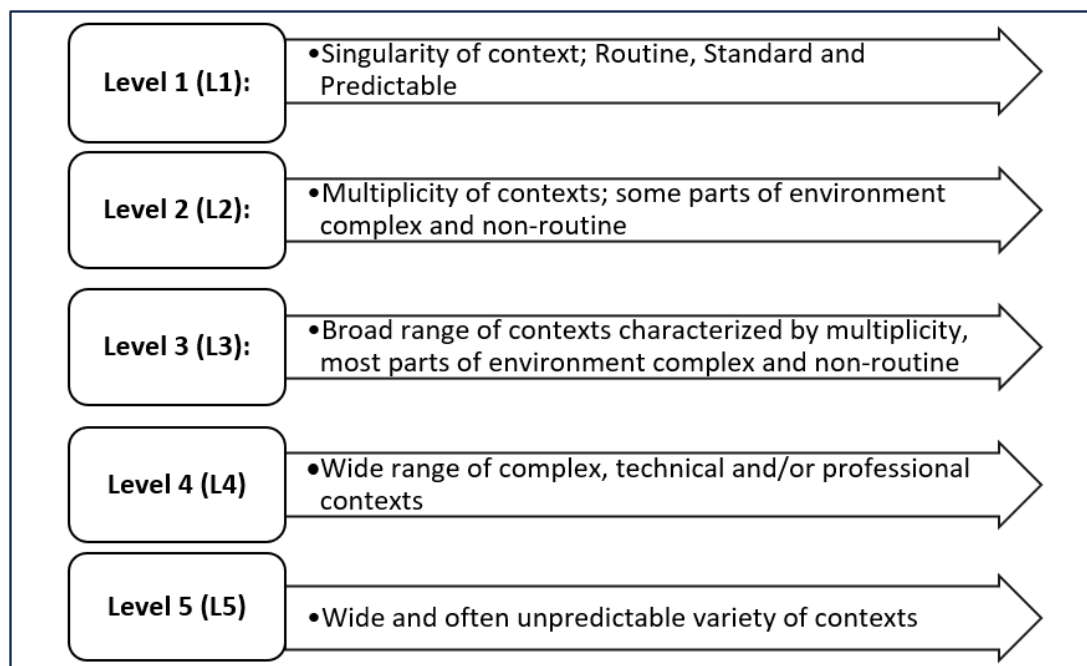 Level 1 (L1):
•Singularity of context; Routine, Standard and
Predictable
Level 2 (L2):
•Multiplicity of contexts; some parts of environment
complex and non-routine
Level 3 (L3):
•Broad range of contexts characterized by multiplicity,
most parts of environment complex and non-routine
Level 4 (L4)
•Wide range of complex, technical and/or professional
contexts
Level 5 (L5)
•Wide and often unpredictable variety of contexts